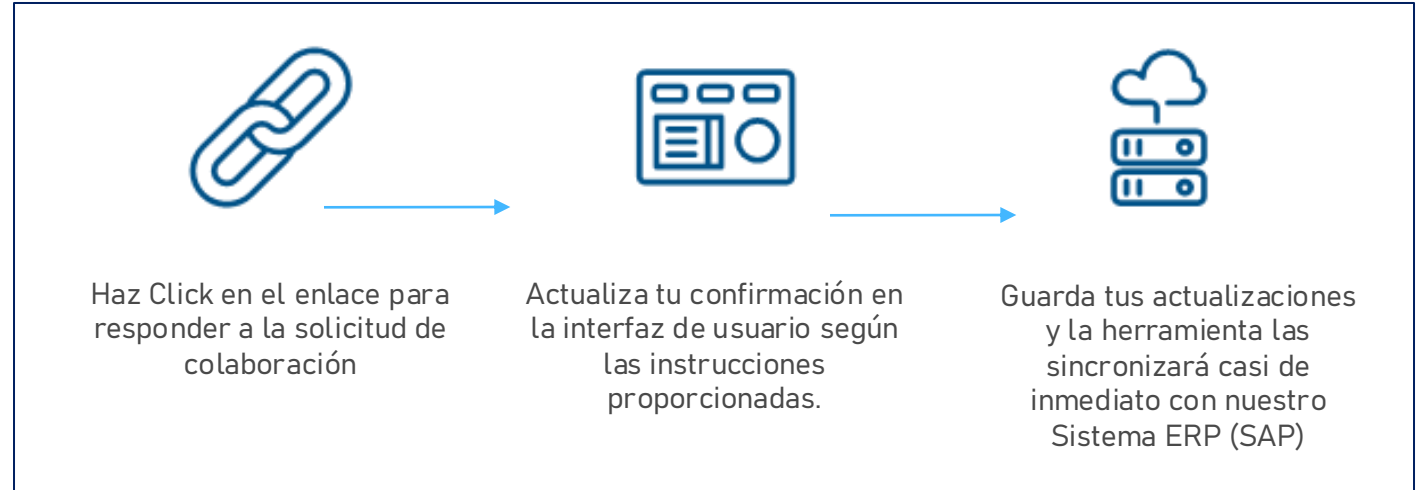 Haz Click en el enlace para
responder a la solicitud de
colaboración
Actualiza tu confirmación en
la interfaz de usuario según
las instrucciones
proporcionadas.
Guarda tus actualizaciones
y la herramienta las
sincronizará casi de
inmediato con nuestro
Sistema ERP (SAP)